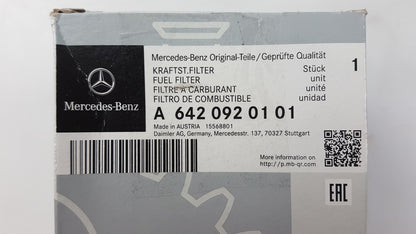 Mercedes-Benz
Mercedes-Benz Original-Teile/Geprüfte Qualität
KRAFTST.FILTER Stück 1
FUEL FILTER unit
FILTRE A CARBURANT unité
FILTRO DE COMBUSTIBLE unidad
A 642 092 01 01
Made in AUSTRIA 15568801
Daimler AG, Germany, Mercedesstr. 137, 70327 Stuttgart
More information on
http://p.mb-qr.com
EAC